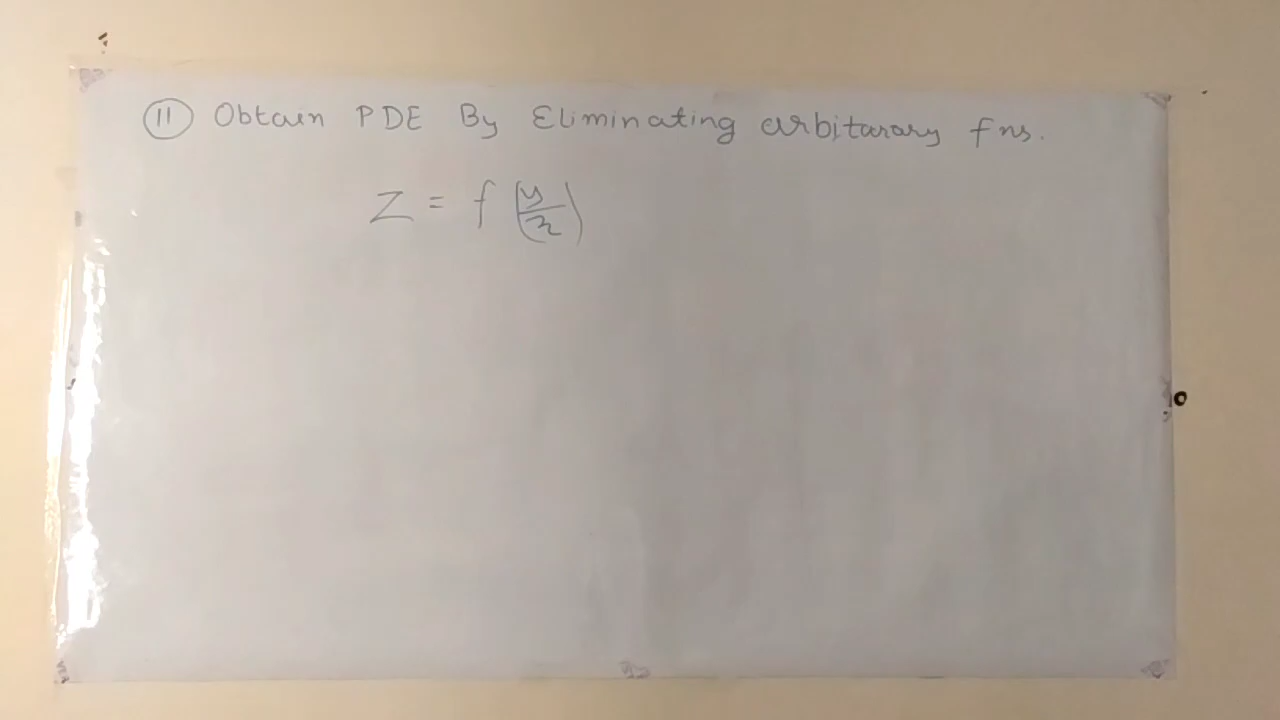 11 Obtain PDE By Eliminating arbitarary fns.
Z = f(y/x)